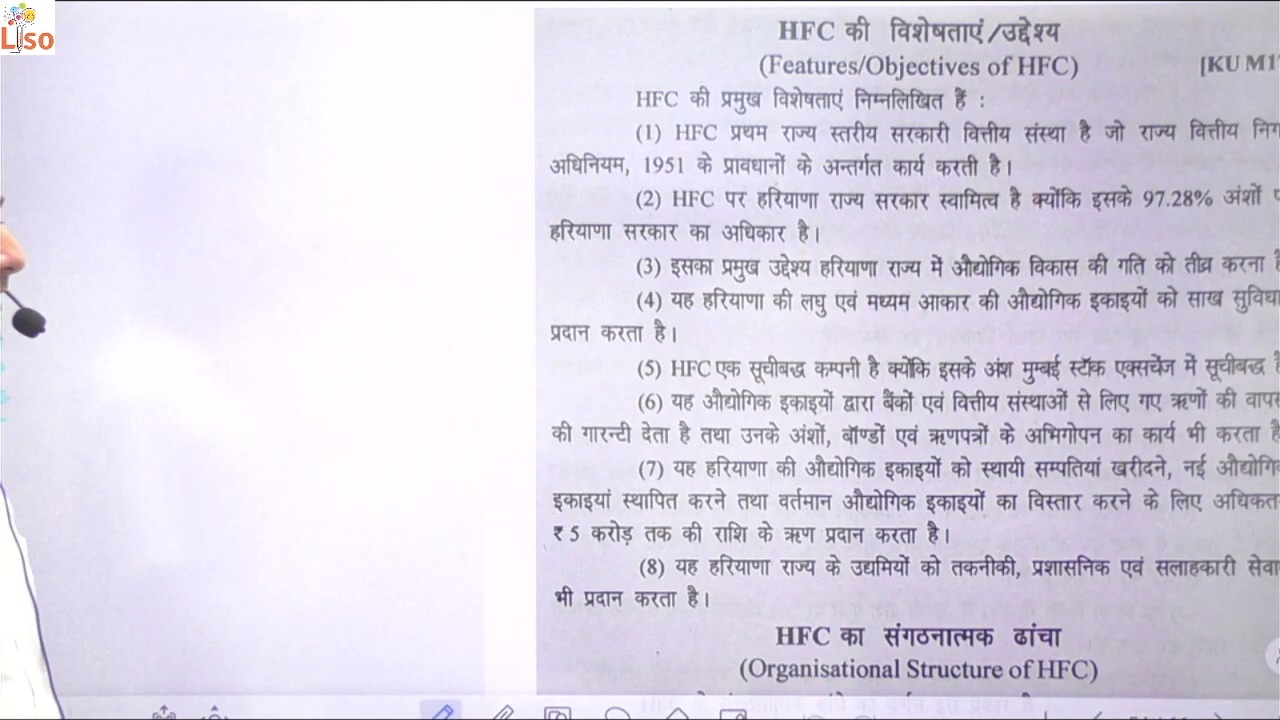 Liso
HFC की विशेषताएं/उद्देश्य
(Features/Objectives of HFC)
[KU M1
HFC की प्रमुख विशेषताएं निम्नलिखित हैं :
(1) HFC प्रथम राज्य स्तरीय सरकारी वित्तीय संस्था है जो राज्य वित्तीय
अधिनियम, 1951 के प्रावधानों के अन्तर्गत कार्य करती है।
(2) HFC पर हरियाणा राज्य सरकार स्वामित्व है क्योंकि इसके 97.28% अंशों
हरियाणा सरकार का अधिकार है।
(3) इसका प्रमुख उद्देश्य हरियाणा राज्य में औद्योगिक विकास की गति को तीव्र करना
(4) यह हरियाणा की लघु एवं मध्यम आकार की औद्योगिक इकाइयों को साख सुविधा
प्रदान करता है।
(5) HFC एक सूचीबद्ध कम्पनी है क्योंकि इसके अंश मुम्बई स्टॉक एक्सचेंज में सूचीबद्ध
(6) यह औद्योगिक इकाइयों द्वारा बैंकों एवं वित्तीय संस्थाओं से लिए गए ऋणों की
की गारन्टी देता है तथा उनके अंशों, बॉण्डों एवं ऋणपत्रों के अभिगोपन का कार्य भी करता
(7) यह हरियाणा की औद्योगिक इकाइयों को स्थायी सम्पतियां खरीदने, नई
इकाइयां स्थापित करने तथा वर्तमान औद्योगिक इकाइयों का विस्तार करने के लिए
₹ 5 करोड़ तक की राशि के ऋण प्रदान करता है।
(8) यह हरियाणा राज्य के उद्यमियों को तकनीकी, प्रशासनिक एवं सलाहकारी
भी प्रदान करता है।
HFC का संगठनात्मक ढांचा
(Organisational Structure of HFC)